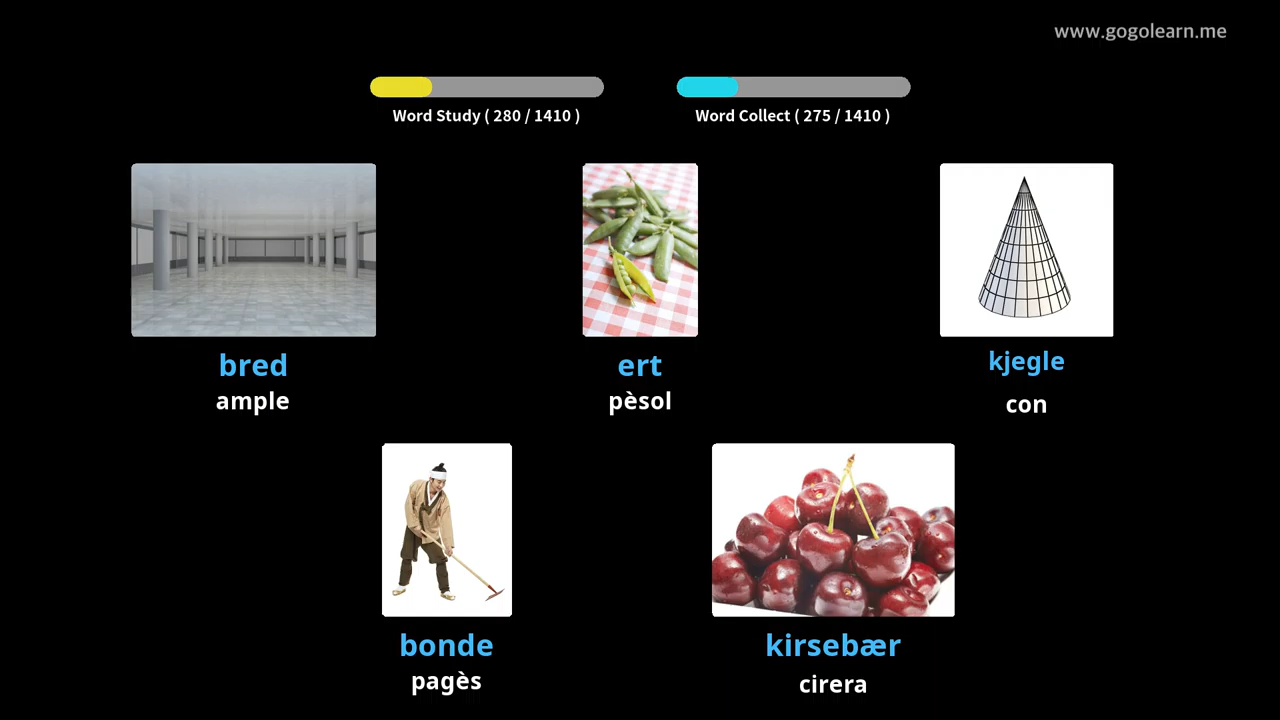 www.gogolearn.me
Word Study ( 280 / 1410 )
Word Collect ( 275 / 1410 )
bred
ample
ert
pèsol
kjegle
con
bonde
pagès
kirsebær
cirera